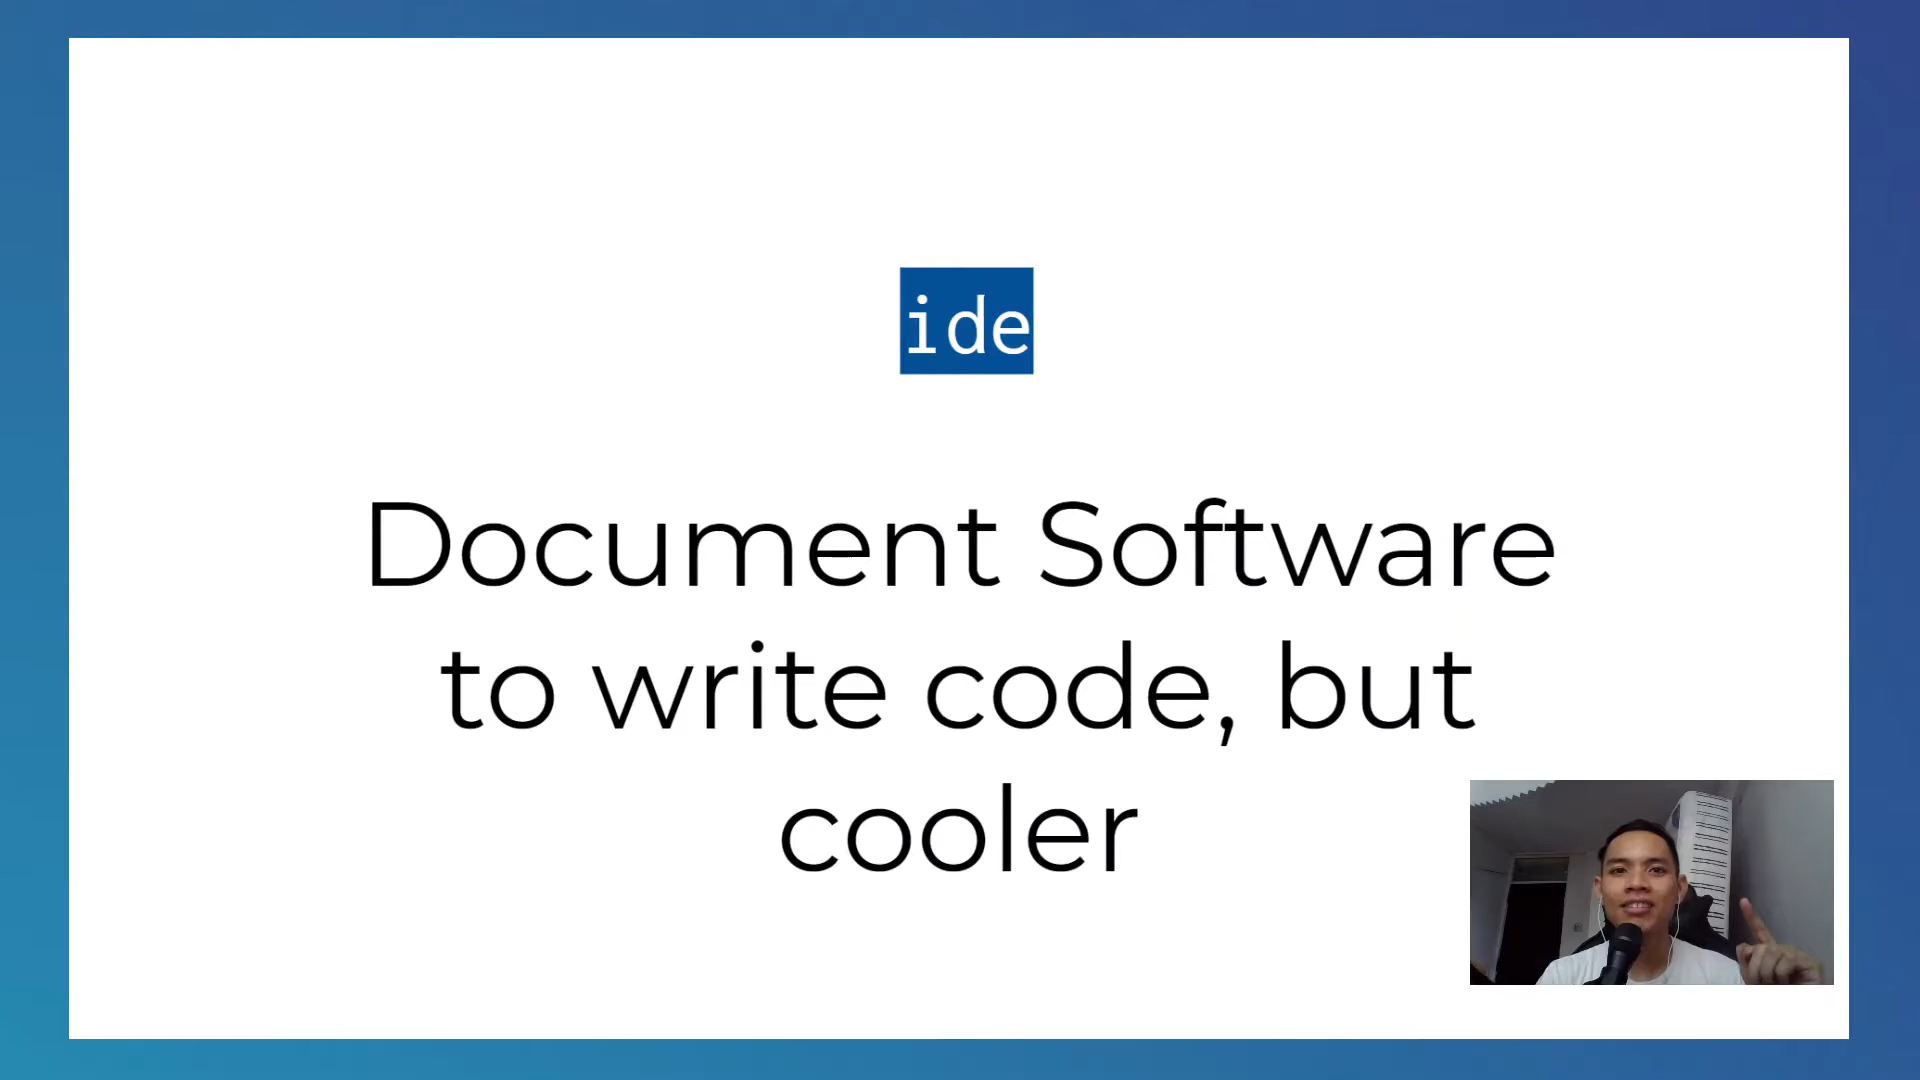 ide
Document Software
to write code, but
cooler